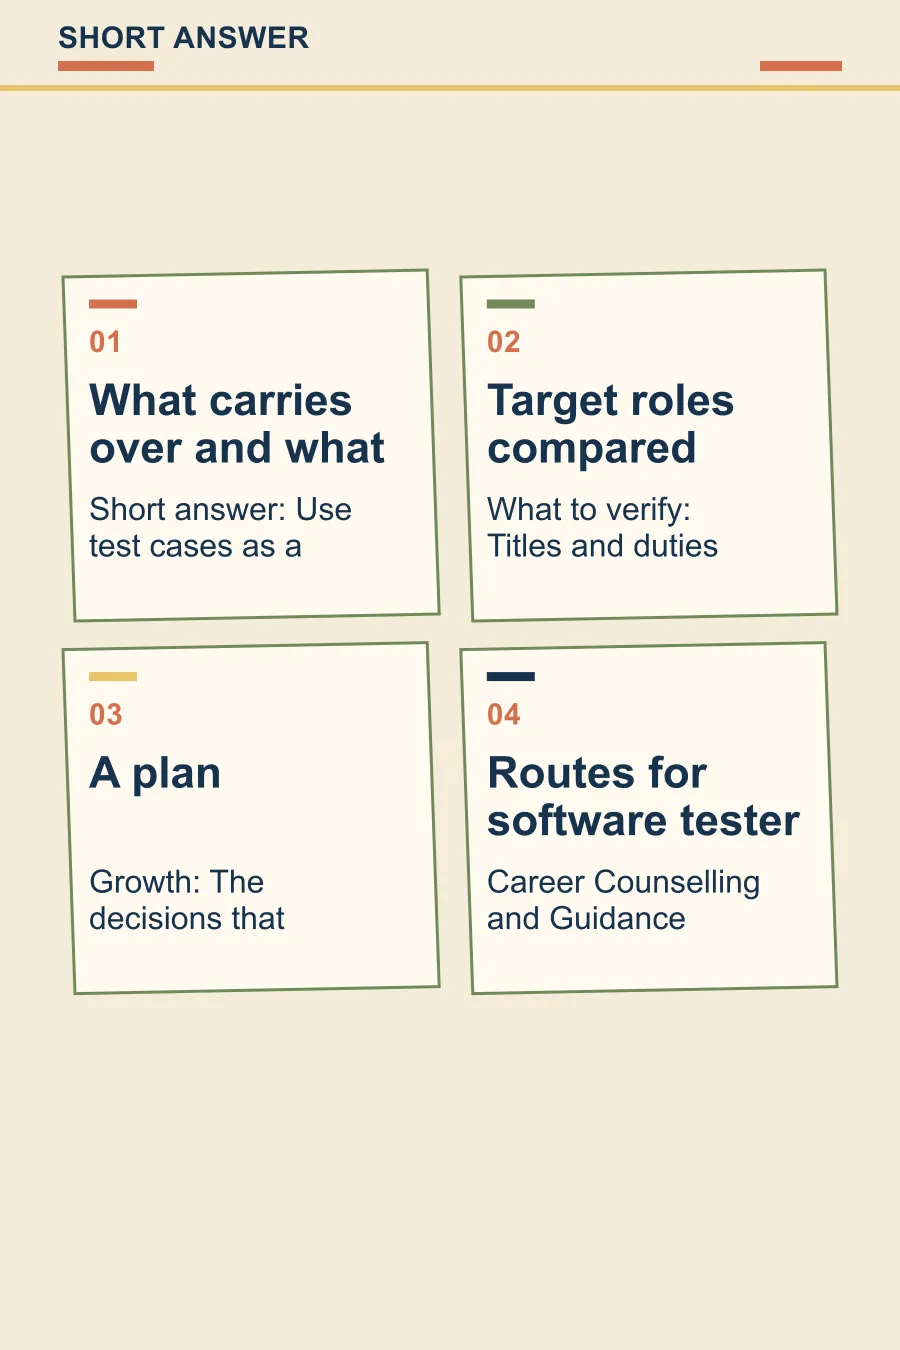 SHORT ANSWER
01
What carries
over and what
Short answer: Use
test cases as a
02
Target roles
compared
What to verify:
Titles and duties
03
A plan
Growth: The
decisions that
04
Routes for
software tester
Career Counselling
and Guidance